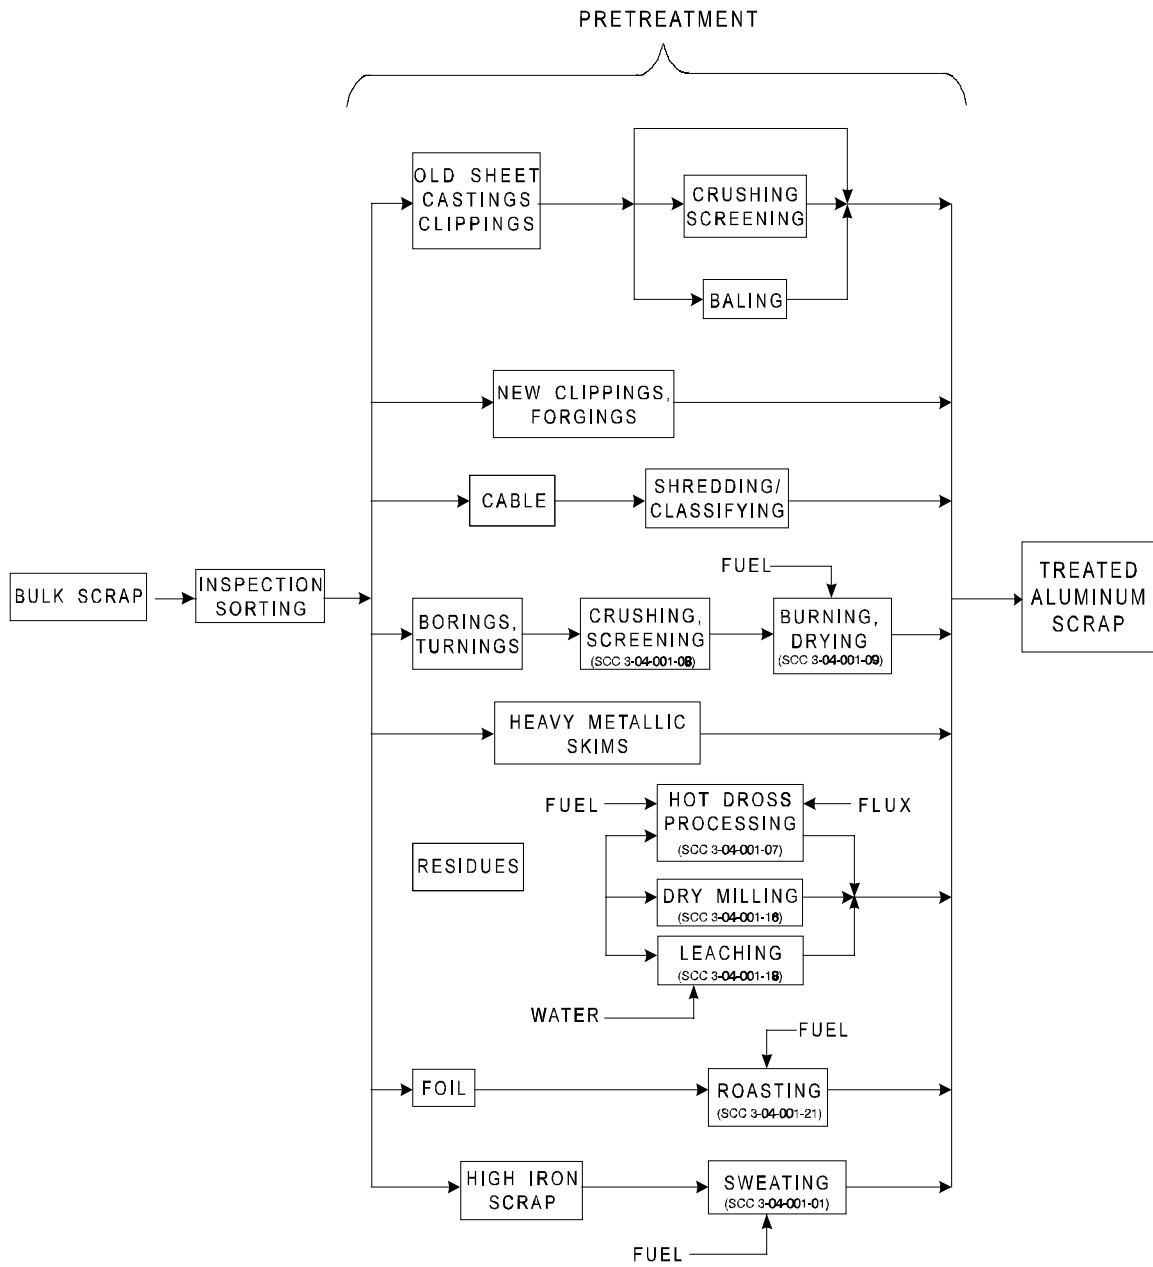 PRETREATMENT
OLD SHEET
CASTINGS
CLIPPINGS
CRUSHING
SCREENING
BALING
NEW CLIPPINGS,
FORGINGS
CABLE
SHREDDING/
CLASSIFYING
BULK SCRAP
INSPECTION
SORTING
FUEL
BORINGS,
TURNINGS
CRUSHING,
SCREENING
(SCC 3-04-001-08)
BURNING,
DRYING
(SCC 3-04-001-09)
TREATED
ALUMINUM
SCRAP
HEAVY METALLIC
SKIMS
FUEL
HOT DROSS
PROCESSING
(SCC 3-04-001-07)
FLUX
RESIDUES
DRY MILLING
(SCC 3-04-001-16)
LEACHING
(SCC 3-04-001-18)
WATER
FUEL
FOIL
ROASTING
(SCC 3-04-001-21)
HIGH IRON
SCRAP
SWEATING
(SCC 3-04-001-01)
FUEL